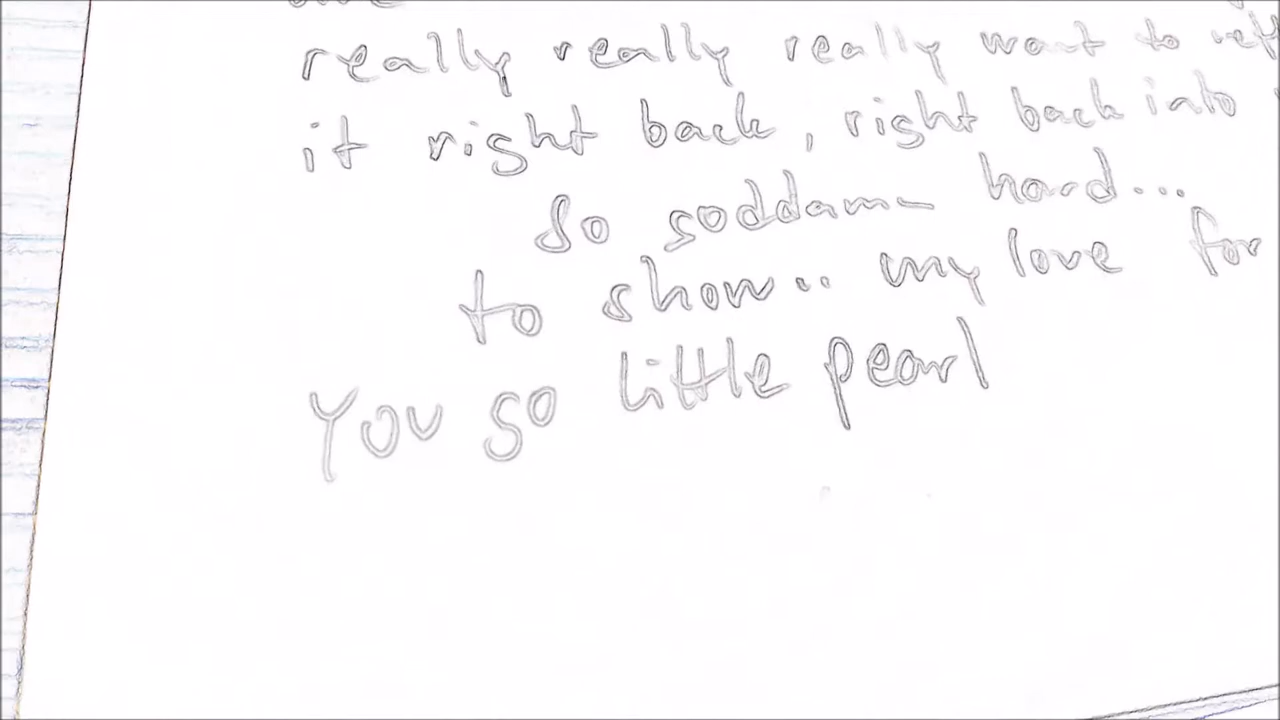 really really really want to
it right back, right back into
So soddamn hard...
to show.. my love for
You so little pearl